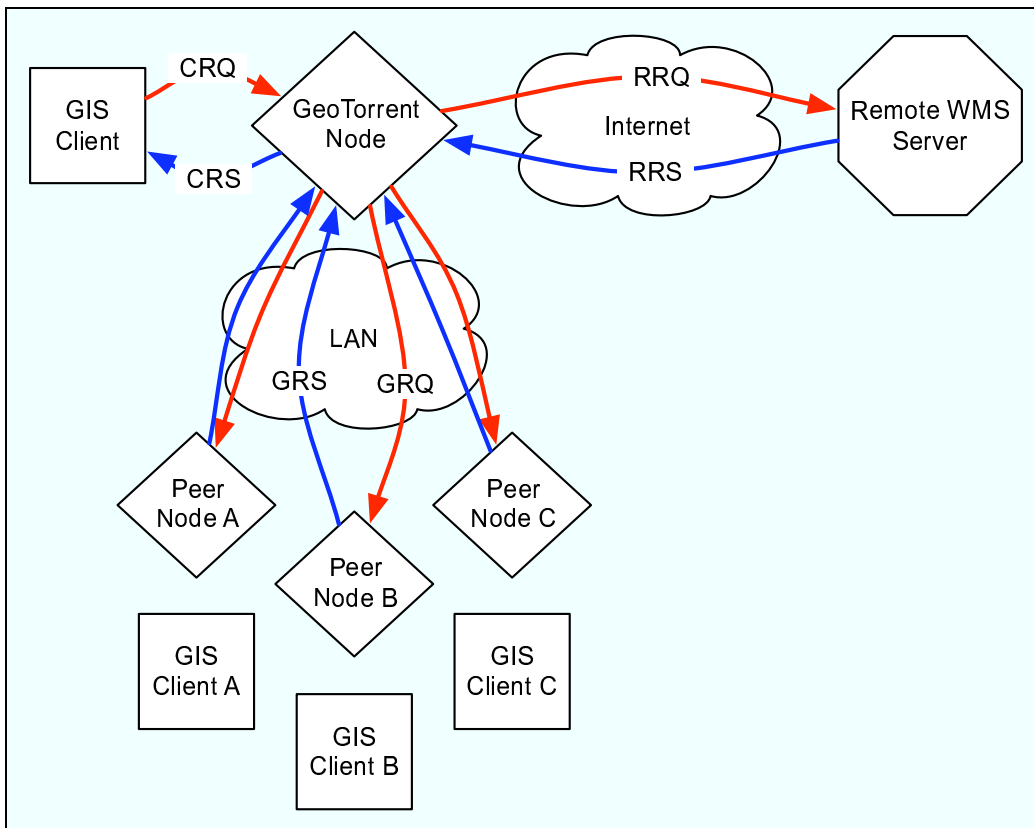 CRQ
GIS
Client
CRS
GeoTorrent
Node
RRQ
Internet
RRS
Remote WMS
Server
LAN
GRS
GRQ
Peer
Node A
Peer
Node B
Peer
Node C
GIS
Client A
GIS
Client B
GIS
Client C